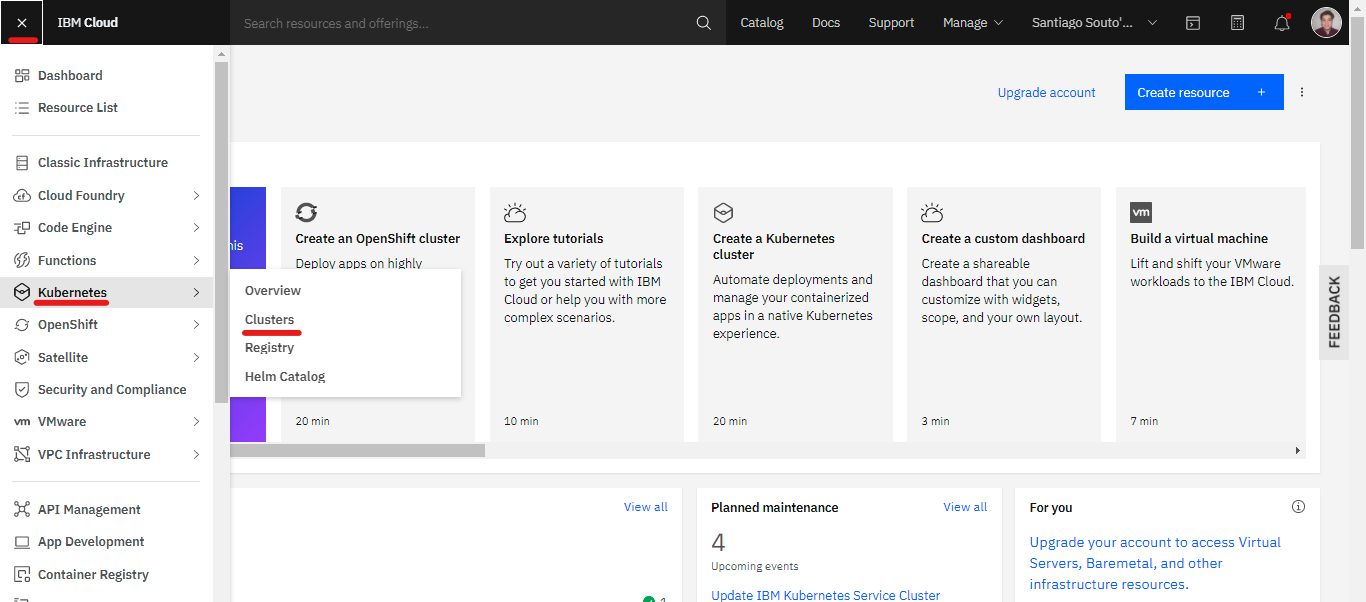 IBM Cloud
Search resources and offerings...
Catalog
Docs
Support
Manage
Santiago Souto'...
Dashboard
Resource List
Classic Infrastructure
Cloud Foundry
Code Engine
Functions
Kubernetes
OpenShift
Satellite
Security and Compliance
vm VMware
VPC Infrastructure
API Management
App Development
Container Registry
Overview
Clusters
Registry
Helm Catalog
Upgrade account
Create resource +
Create an OpenShift cluster
Deploy apps on highly
20 min
Explore tutorials
Try out a variety of tutorials
to get you started with IBM
Cloud or help you with more
complex scenarios.
10 min
Create a Kubernetes
cluster
Automate deployments and
manage your containerized
apps in a native Kubernetes
experience.
20 min
Create a custom dashboard
Create a shareable
dashboard that you can
customize with widgets,
scope, and your own layout.
3 min
vm
Build a virtual machine
Lift and shift your VMware
workloads to the IBM Cloud.
7 min
FEEDBACK
View all
Planned maintenance
View all
4
Upcoming events
Update IBM Kubernetes Service Cluster
For you
Upgrade your account to access Virtual
Servers, Baremetal, and other
infrastructure resources.